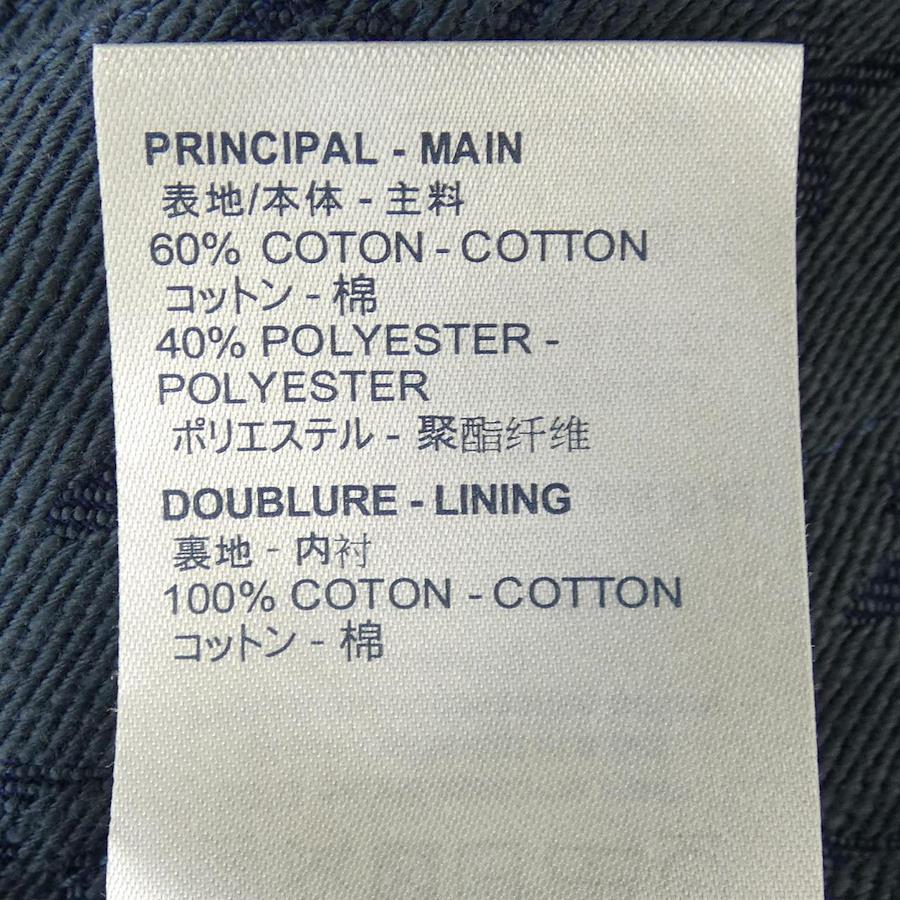 PRINCIPAL - MAIN
表地/本体 - 主料
60% COTON - COTTON
コットン - 棉
40% POLYESTER -
POLYESTER
ポリエステル - 聚酯纤维
DOUBLURE - LINING
裏地 - 内衬
100% COTON - COTTON
コットン - 棉